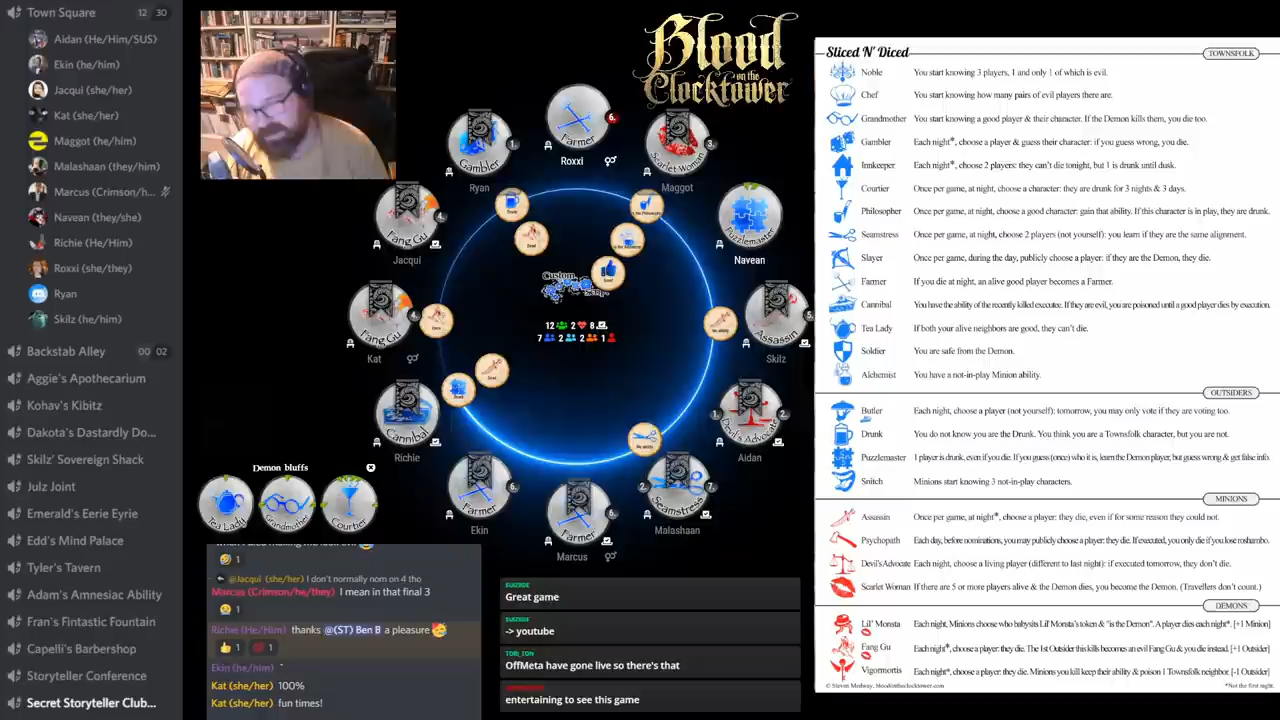 Town Square
12 30
Aidan (He/Him/SUS)
Ekin (he/him)
Jacqui (she/her)
Kat (she/her)
Maggot (he/him)
Malashaan (they/him)
Marcus (Crimson/h...
Navean (they/she)
Richie (He/Him)
Roxxi (she/they)
Ryan
Skilz (he/him)
Backstab Alley
00 02
Aggie's Apothecarium
Kohav's Kibitz
Dakota's Dastardly Do...
Skilz' Soverign Shack
Julz Joint
Emerald's Eerie Eyrie
Edd's Mind Palace
Tyler's Tavern
Adam's Amnesiac Ability
Fran's Finastic Fountain
Capelli's Barbershop
Storyteller Conference
Secret Storyteller Club...
Blood
on the
Clocktower
Farmer
Roxxi
Scarlet Woman
Maggot
Puzzlemaster
Navean
Assassin
Skilz
Devil's Advocate
Aidan
Seamstress
Malashaan
Farmer
Marcus
Farmer
Ekin
Cannibal
Richie
Fang Gu
Kat
Fang Gu
Jacqui
Gambler
Ryan
Custom
Script
12 2 8
7 2 2 1
Demon bluffs
Tea Lady
Grandmother
Courtier
1
@Jacqui (she/her) I don't normally nom on 4 tho
Marcus (Crimson/he/they) I mean in that final 3
1
Richie (He/Him) thanks @(ST) Ben B a pleasure
1 1
Ekin (he/him)
Kat (she/her) 100%
Kat (she/her) fun times!
Great game
-> youtube
OffMeta have gone live so there's that
entertaining to see this game
Sliced N' Diced
TOWNSFOLK
Noble You start knowing 3 players, 1 and only 1 of which is evil.
Chef You start knowing how many pairs of evil players there are.
Grandmother You start knowing a good player & their character. If the Demon kills them, you die too.
Gambler Each night*, choose a player & guess their character: if you guess wrong, you die.
Innkeeper Each night*, choose 2 players: they can't die tonight, but 1 is drunk until dusk.
Courtier Once per game, at night, choose a character: they are drunk for 3 nights & 3 days.
Philosopher Once per game, at night, choose a good character: gain that ability. If this character is in play, they are drunk.
Seamstress Once per game, at night, choose 2 players (not yourself): you learn if they are the same alignment.
Slayer Once per game, during the day, publicly choose a player: if they are the Demon, they die.
Farmer If you die at night, an alive good player becomes a Farmer.
Cannibal You have the ability of the recently killed executee. If they are evil, you are poisoned until a good player dies by execution.
Tea Lady If both your alive neighbors are good, they can't die.
Soldier You are safe from the Demon.
Alchemist You have a not-in-play Minion ability.
OUTSIDERS
Butler Each night, choose a player (not yourself): tomorrow, you may only vote if they are voting too.
Drunk You do not know you are the Drunk. You think you are a Townsfolk character, but you are not.
Puzzlemaster 1 player is drunk, even if you die. If you guess (once) who it is, learn the Demon player, but guess wrong & get false info.
Snitch Minions start knowing 3 not-in-play characters.
MINIONS
Assassin Once per game, at night*, choose a player: they die, even if for some reason they could not.
Psychopath Each day, before nominations, you may publicly choose a player: they die. If executed, you only die if you lose roshambo.
Devil's Advocate Each night, choose a living player (different to last night): if executed tomorrow, they don't die.
Scarlet Woman If there are 5 or more players alive & the Demon dies, you become the Demon. (Travellers don't count.)
DEMONS
Lil' Monsta Each night, Minions choose who babysits Lil' Monsta's token & "is the Demon". A player dies each night*. [+1 Minion]
Fang Gu Each night*, choose a player: they die. The 1st Outsider this kills becomes an evil Fang Gu & you die instead. [+1 Outsider]
Vigormortis Each night*, choose a player: they die. Minions you kill keep their ability & poison 1 Townsfolk neighbor. [-1 Outsider]
© Steven Medway, bloodontheclocktower.com
*Not the first night.